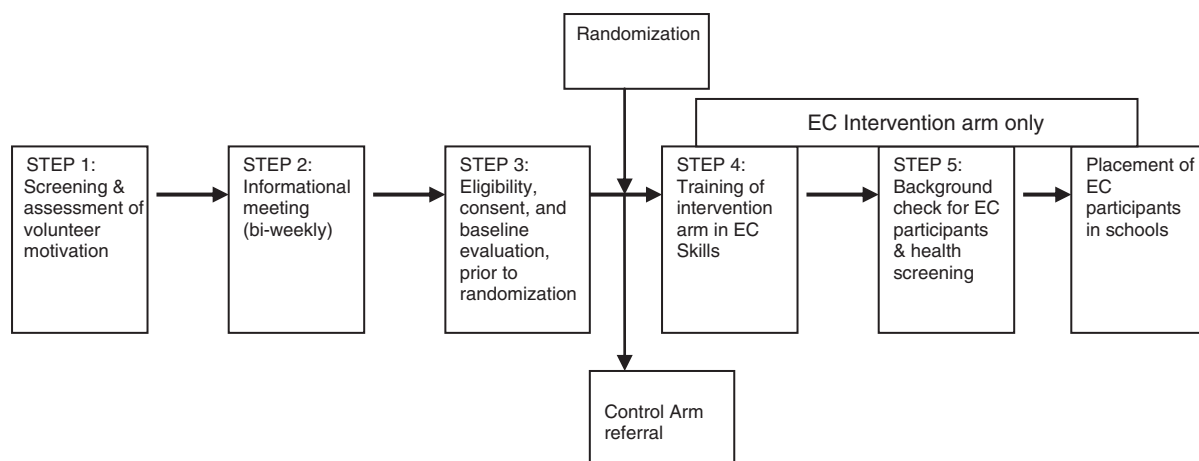 Randomization
EC Intervention arm only
STEP 1:
Screening &
assessment of
volunteer
motivation
STEP 2:
Informational
meeting
(bi-weekly)
STEP 3:
Eligibility,
consent, and
baseline
evaluation,
prior to
randomization
STEP 4:
Training of
intervention
arm in EC
Skills
STEP 5:
Background
check for EC
participants
& health
screening
Placement of
EC
participants
in schools
Control Arm
referral